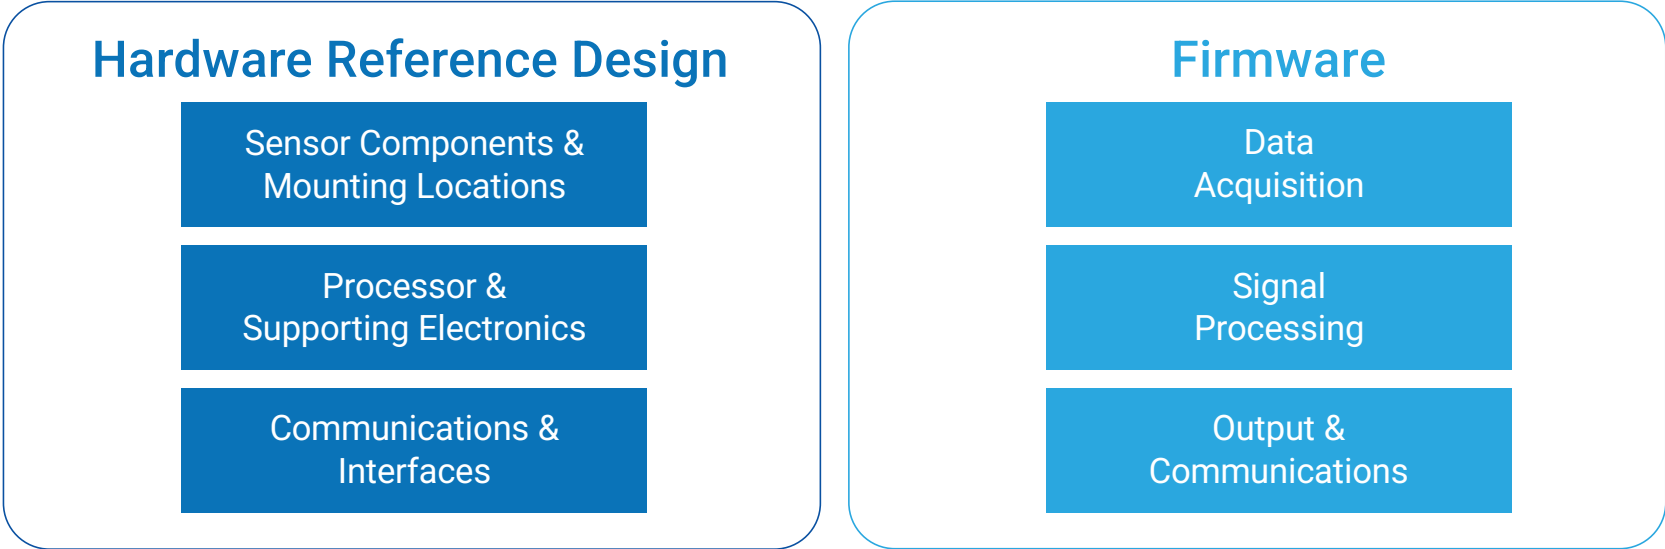 Hardware Reference Design
Sensor Components &
Mounting Locations
Processor &
Supporting Electronics
Communications &
Interfaces
Firmware
Data
Acquisition
Signal
Processing
Output &
Communications